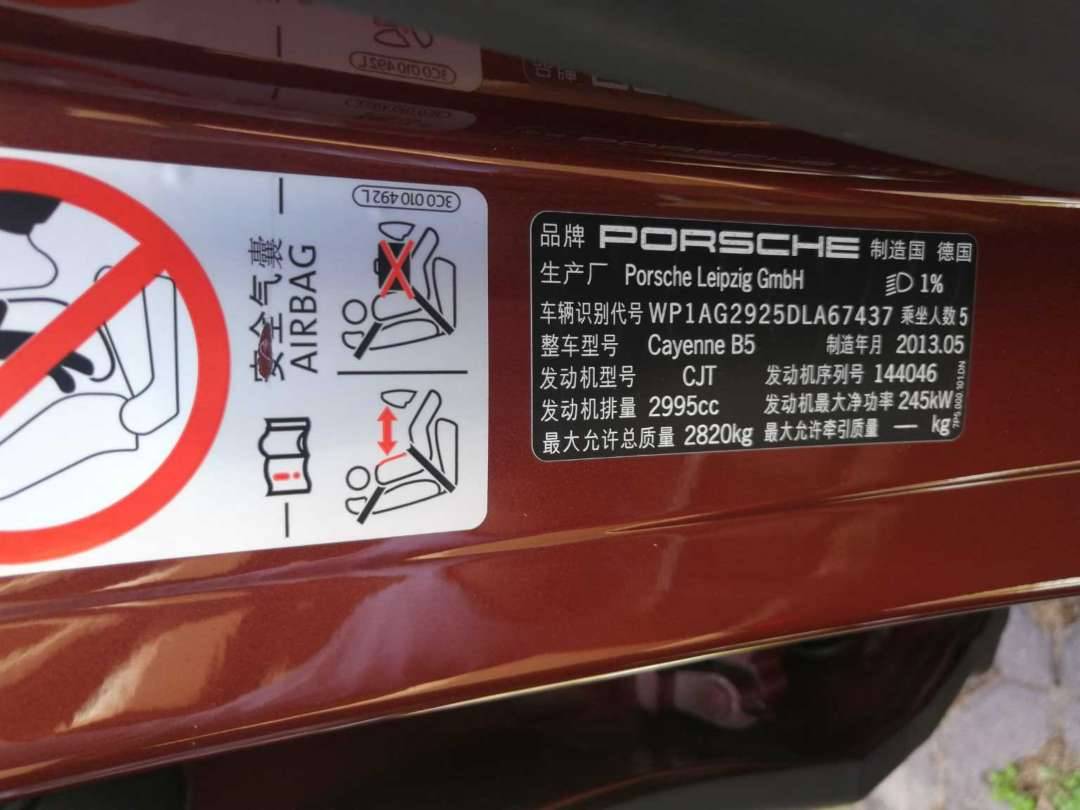 3C0 010 492 L
安全气囊
AIRBAG
品牌 PORSCHE 制造国 德国
生产厂 Porsche Leipzig GmbH 1%
车辆识别代号 WP1AG2925DLA67437 乘坐人数 5
整车型号 Cayenne B5 制造年月 2013.05
发动机型号 CJT 发动机序列号 144046
发动机排量 2995cc 发动机最大净功率 245kW
最大允许总质量 2820kg 最大允许牵引质量 — kg